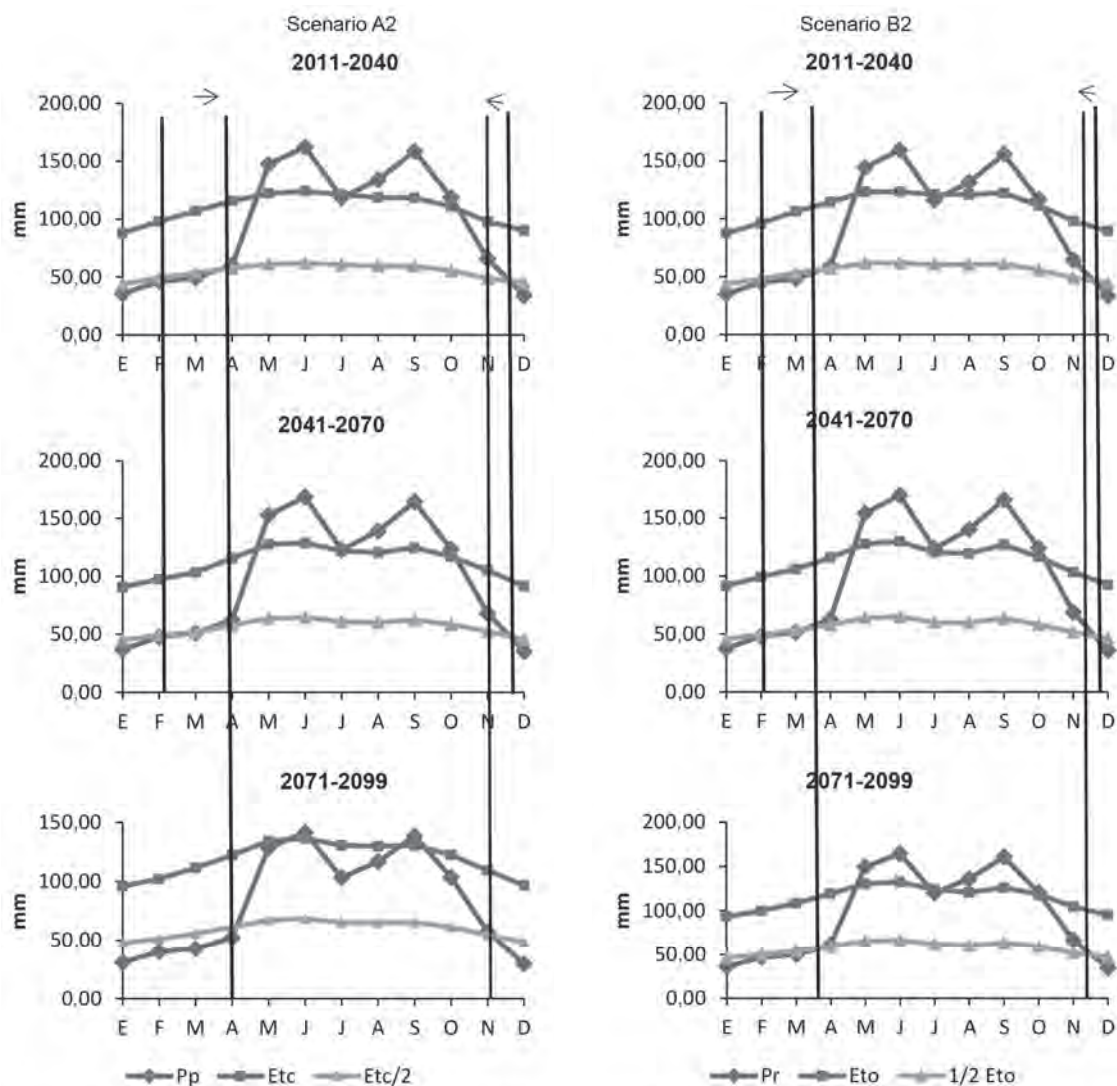 Scenario A2
2011-2040
200,00
150,00
100,00
50,00
0,00
mm
E F M A M J J A S O N D
2041-2070
200,00
150,00
100,00
50,00
0,00
mm
E F M A M J J A S O N D
2071-2099
150,00
100,00
50,00
0,00
mm
E F M A M J J A S O N D
Pp Etc Etc/2
Scenario B2
2011-2040
200,00
150,00
100,00
50,00
0,00
mm
E F M A M J J A S O N D
2041-2070
200,00
150,00
100,00
50,00
0,00
mm
E F M A M J J A S O N D
2071-2099
200,00
150,00
100,00
50,00
0,00
mm
E F M A M J J A S O N D
Pr Eto 1/2 Eto